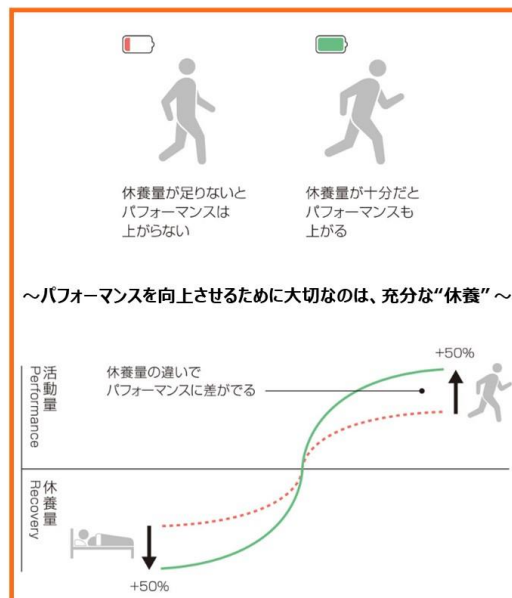 休養量が足りないと
パフォーマンスは
上がらない
休養量が十分だと
パフォーマンスも
上がる
～パフォーマンスを向上させるために大切なのは、充分な“休養”～
+50%
活動量
Performance
休養量の違いで
パフォーマンスに差がでる
休養量
Recovery
+50%